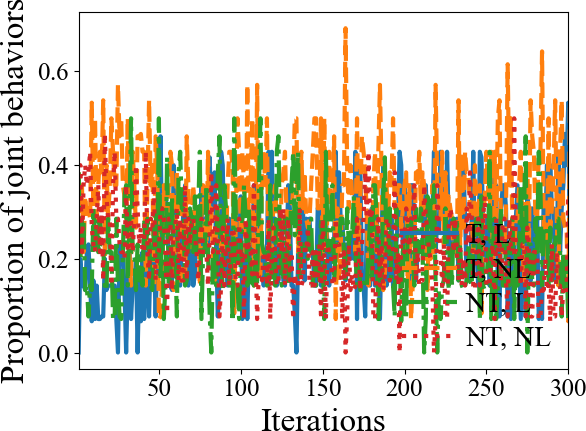 Proportion of joint behaviors
0.6
0.4
0.2
0.0
T, L
T, NL
NT, L
NT, NL
50
100
150
200
250
300
Iterations